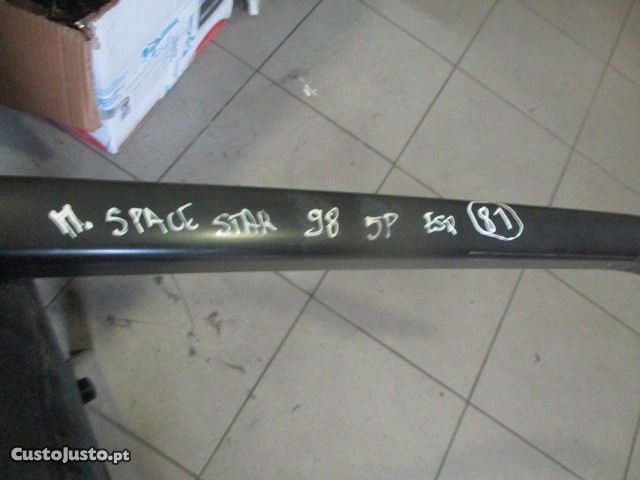 M. SPACE STAR 98 5P ESQ 81
CustoJusto.pt